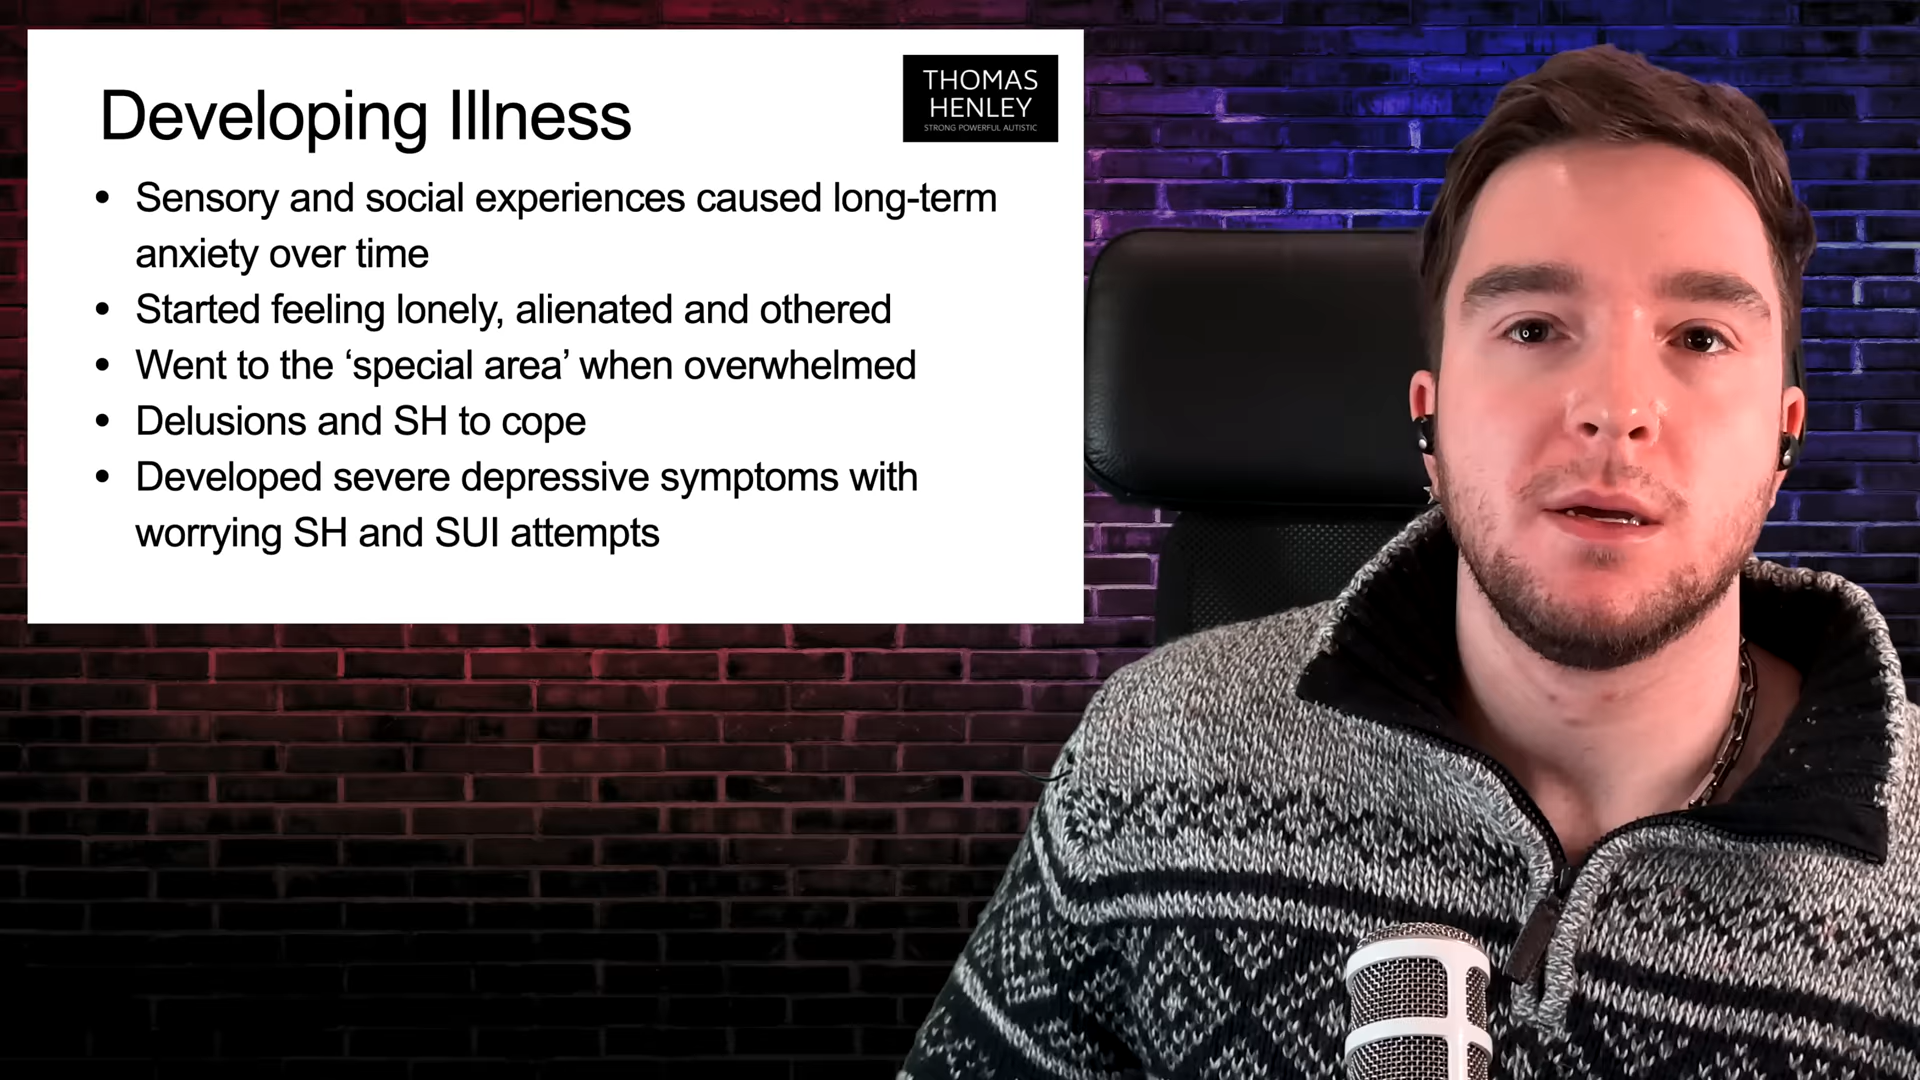 Developing Illness
THOMAS
HENLEY
STRONG POWERFUL AUTISTIC
• Sensory and social experiences caused long-term
anxiety over time
• Started feeling lonely, alienated and othered
• Went to the ‘special area’ when overwhelmed
• Delusions and SH to cope
• Developed severe depressive symptoms with
worrying SH and SUI attempts